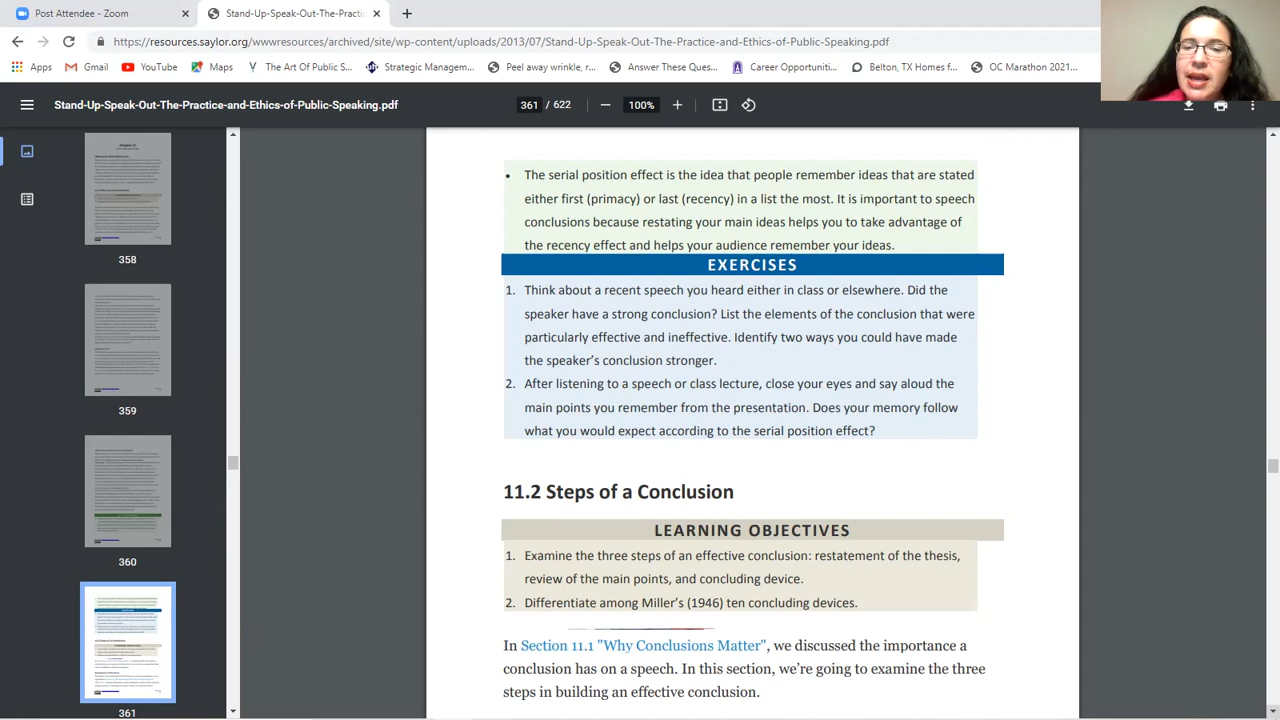 Post Attendee - Zoom
Stand-Up-Speak-Out-The-Practi
https://resources.saylor.org/wwwresources/archived/site/wp-content/uploads/2017/07/Stand-Up-Speak-Out-The-Practice-and-Ethics-of-Public-Speaking.pdf
Apps Gmail YouTube Maps The Art Of Public S... Strategic Managem... away wrinkle, r... Answer These Ques... Career Opportuniti... Belton, TX Homes f... OC Marathon 2021...
Stand-Up-Speak-Out-The-Practice-and-Ethics-of-Public-Speaking.pdf 361 / 622 100%
358
359
360
361
• The serial position effect is the idea that people remember ideas that are stated
either first (primacy) or last (recency) in a list the most. It is important to speech
conclusions because restating your main ideas helps you to take advantage of
the recency effect and helps your audience remember your ideas.
EXERCISES
1. Think about a recent speech you heard either in class or elsewhere. Did the
speaker have a strong conclusion? List the elements of the conclusion that were
particularly effective and ineffective. Identify two ways you could have made
the speaker's conclusion stronger.
2. After listening to a speech or class lecture, close your eyes and say aloud the
main points you remember from the presentation. Does your memory follow
what you would expect according to the serial position effect?
11.2 Steps of a Conclusion
LEARNING OBJECTIVES
1. Examine the three steps of an effective conclusion: restatement of the thesis,
review of the main points, and concluding device.
2. Differentiate among Miller's (1946) ten concluding devices.
In "Why Conclusions Matter", we discussed the importance a
conclusion has on a speech. In this section, we're going to examine the three
steps in building an effective conclusion.